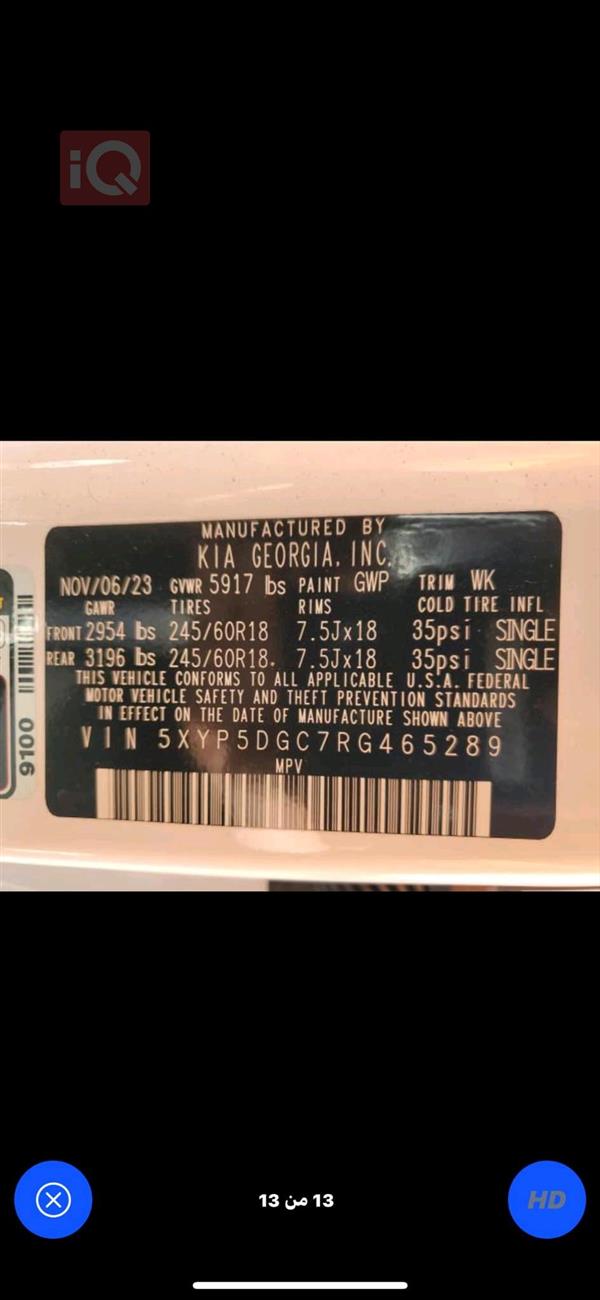 iQ
MANUFACTURED BY
KIA GEORGIA, INC.
NOV/06/23 GVWR 5917 lbs PAINT GWP TRIM WK
GAWR TIRES RIMS COLD TIRE INFL
FRONT 2954 lbs 245/60R18 7.5Jx18 35psi SINGLE
REAR 3196 lbs 245/60R18. 7.5Jx18 35psi SINGLE
THIS VEHICLE CONFORMS TO ALL APPLICABLE U.S.A. FEDERAL
MOTOR VEHICLE SAFETY AND THEFT PREVENTION STANDARDS
IN EFFECT ON THE DATE OF MANUFACTURE SHOWN ABOVE
VIN 5XYP5DGC7RG465289
MPV
9100
13 من 13
HD